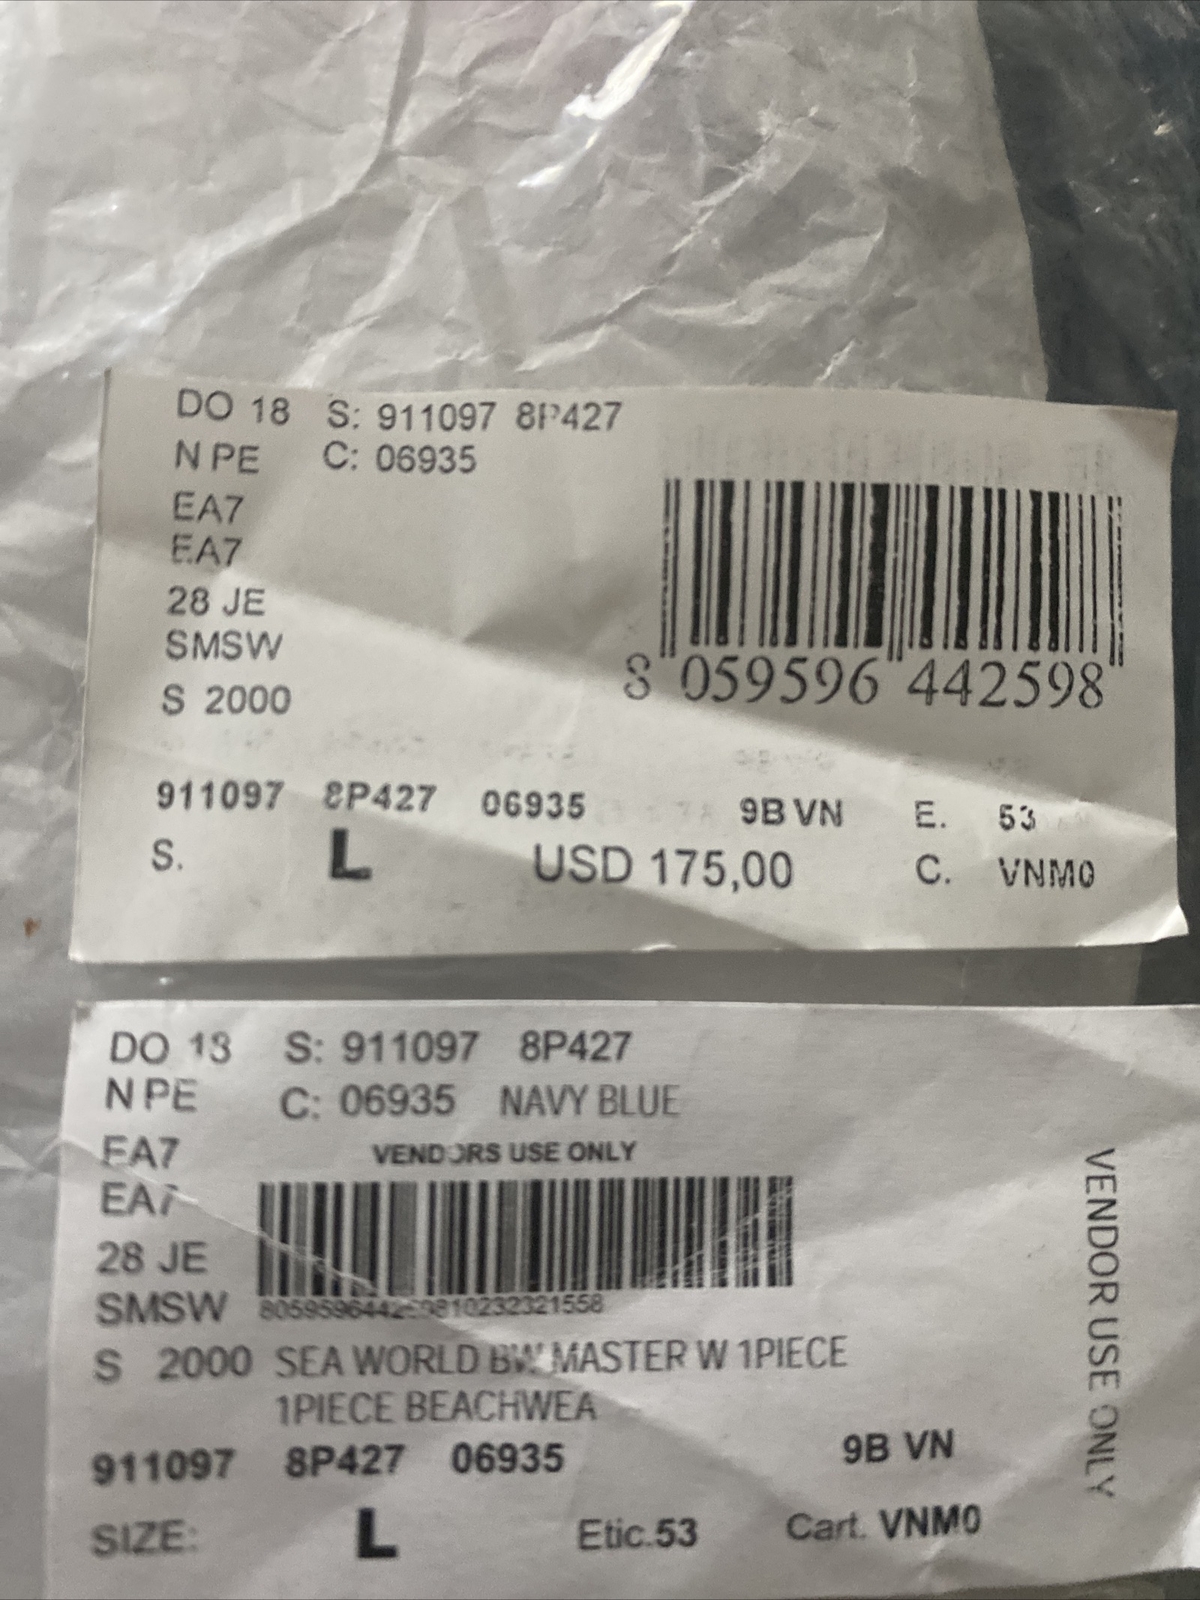 DO 18 S: 911097 8P427
N PE C: 06935
EA7
EA7
28 JE
SMSW
S 2000
8 059596 442598
911097 8P427 06935 9B VN E. 53
S. L USD 175,00 C. VNM0
DO 18 S: 911097 8P427
N PE C: 06935 NAVY BLUE
EA7 VENDORS USE ONLY
EA7
28 JE
SMSW
S 2000 SEA WORLD BW MASTER W 1PIECE
1PIECE BEACHWEA
911097 8P427 06935 9B VN
SIZE: L Etic.53 Cart. VNM0
VENDOR USE ONLY